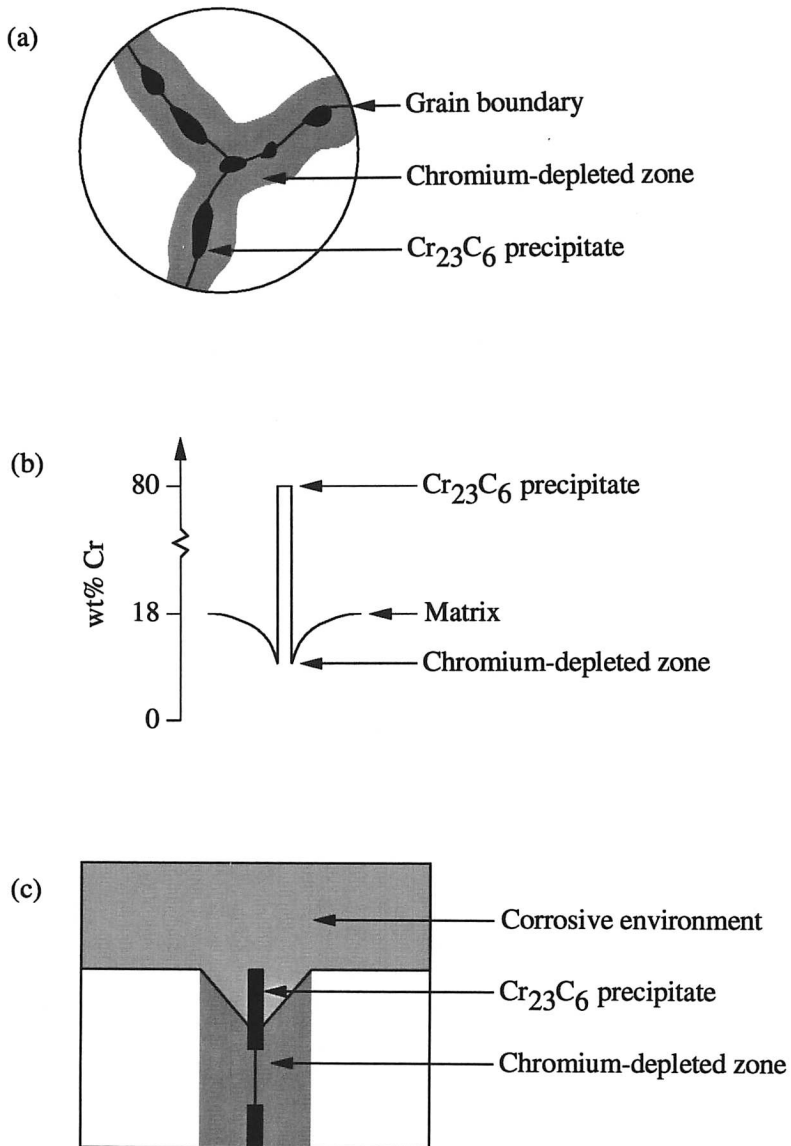 (a)
Grain boundary
Chromium-depleted zone
Cr23C6 precipitate
(b)
wt% Cr
80
18
0
Cr23C6 precipitate
Matrix
Chromium-depleted zone
(c)
Corrosive environment
Cr23C6 precipitate
Chromium-depleted zone